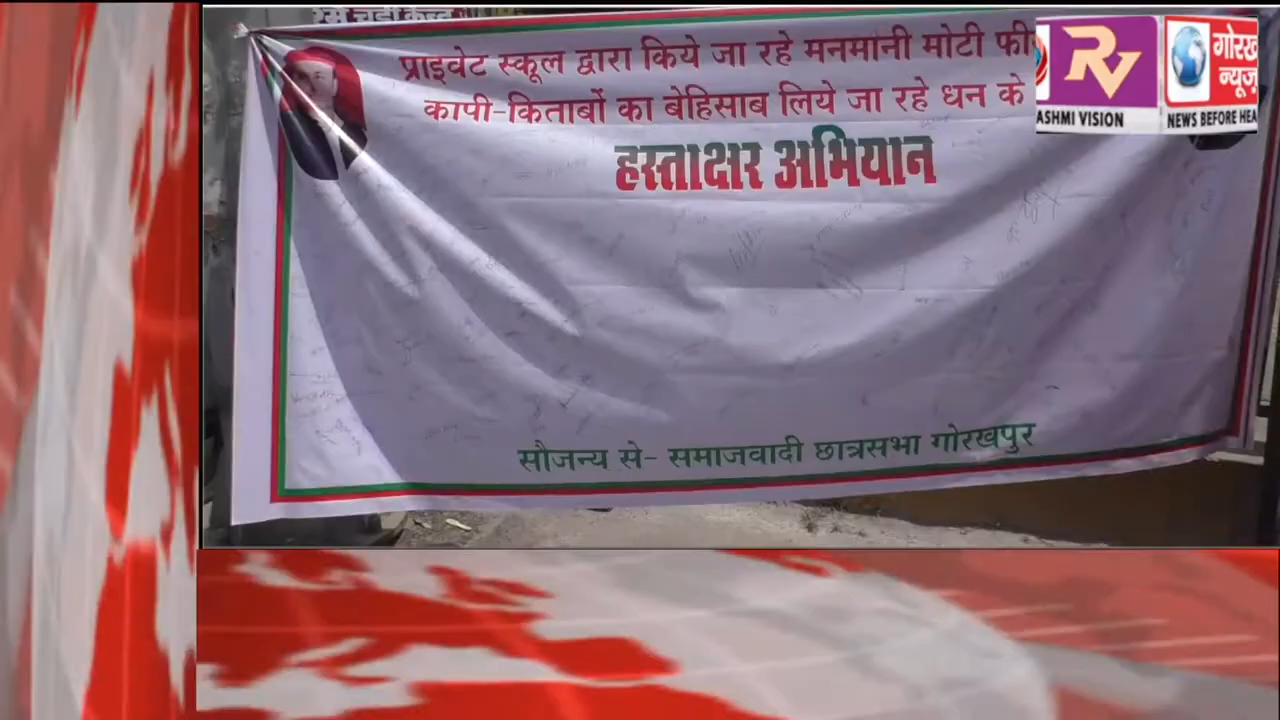 प्राइवेट स्कूल द्वारा किये जा रहे मनमानी मोटी फी
कापी-किताबों का बेहिसाब लिये जा रहे धन के
हस्ताक्षर अभियान
सौजन्य से- समाजवादी छात्रसभा गोरखपुर
RV
ASHMI VISION
गोरख
न्यूज़
NEWS BEFORE HEA